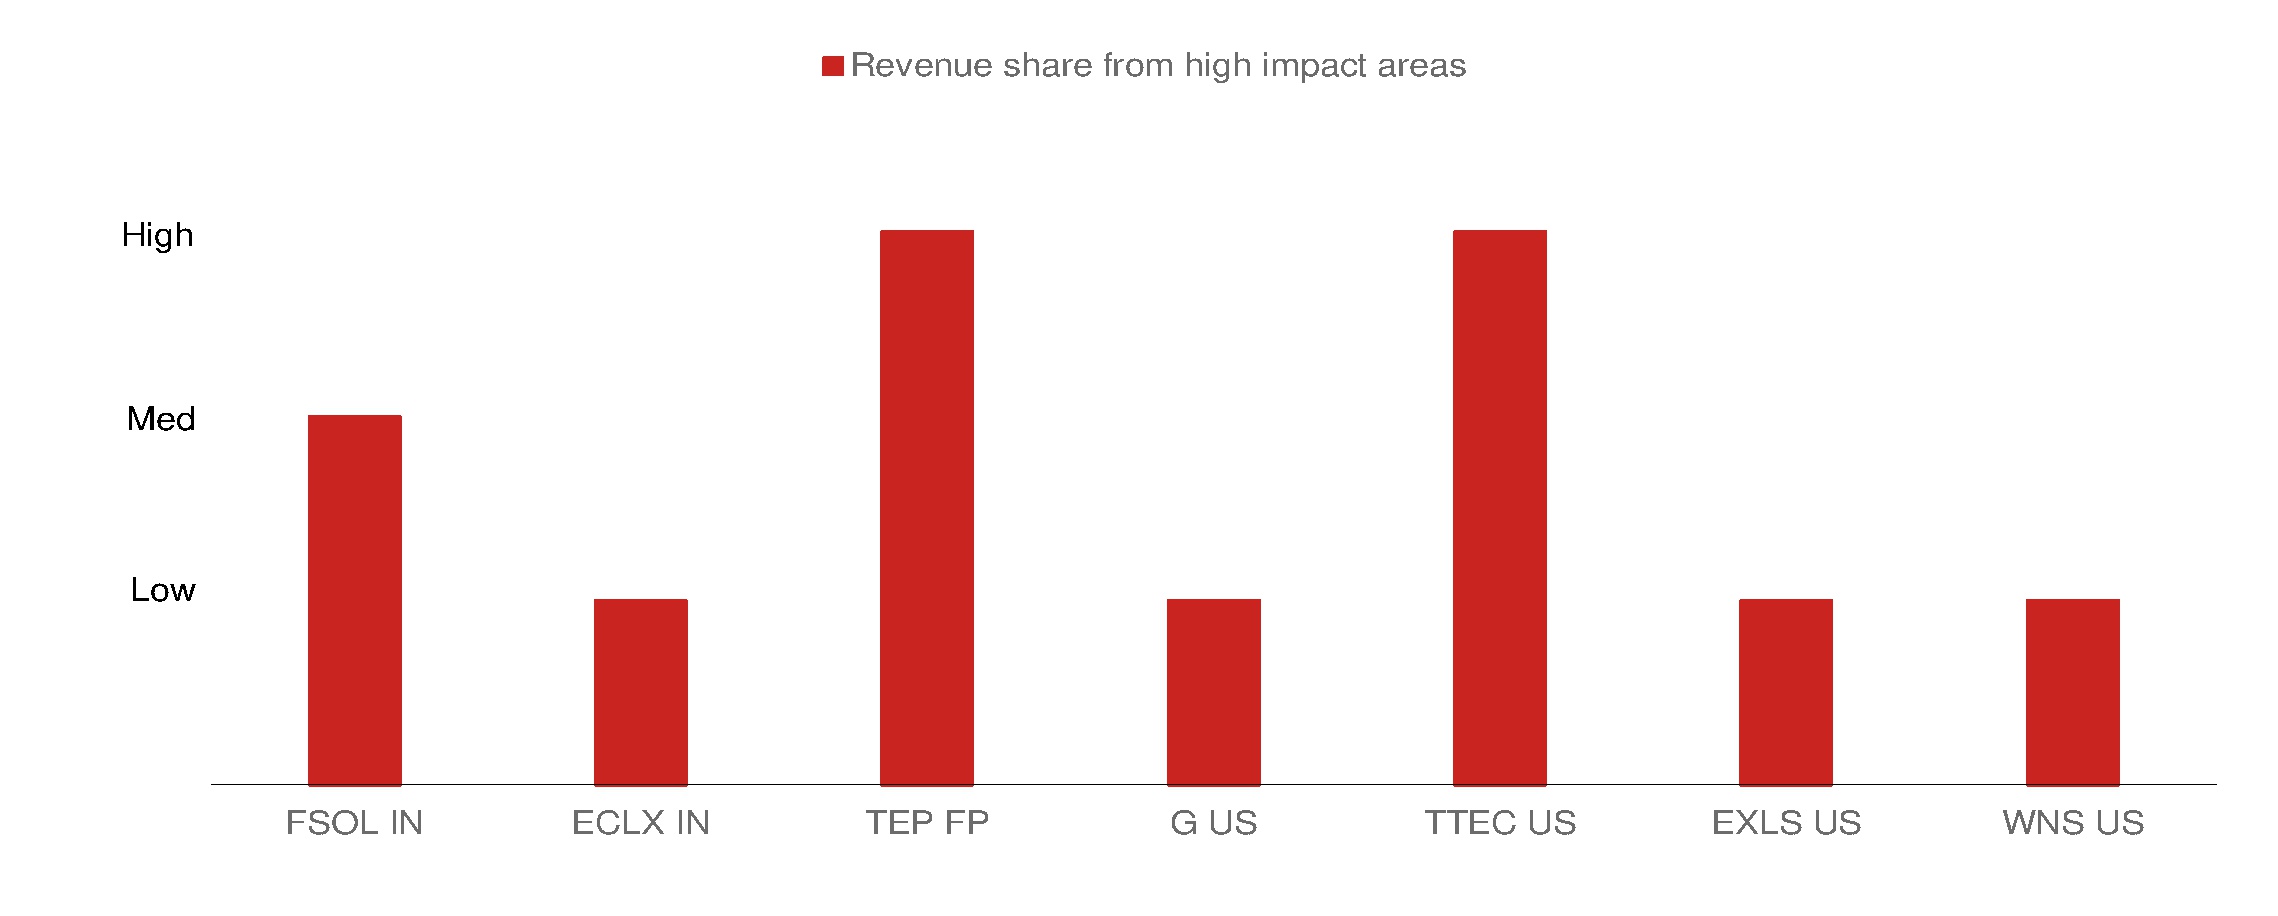 Revenue share from high impact areas
High
Med
Low
FSOL IN ECLX IN TEP FP G US TTEC US EXLS US WNS US